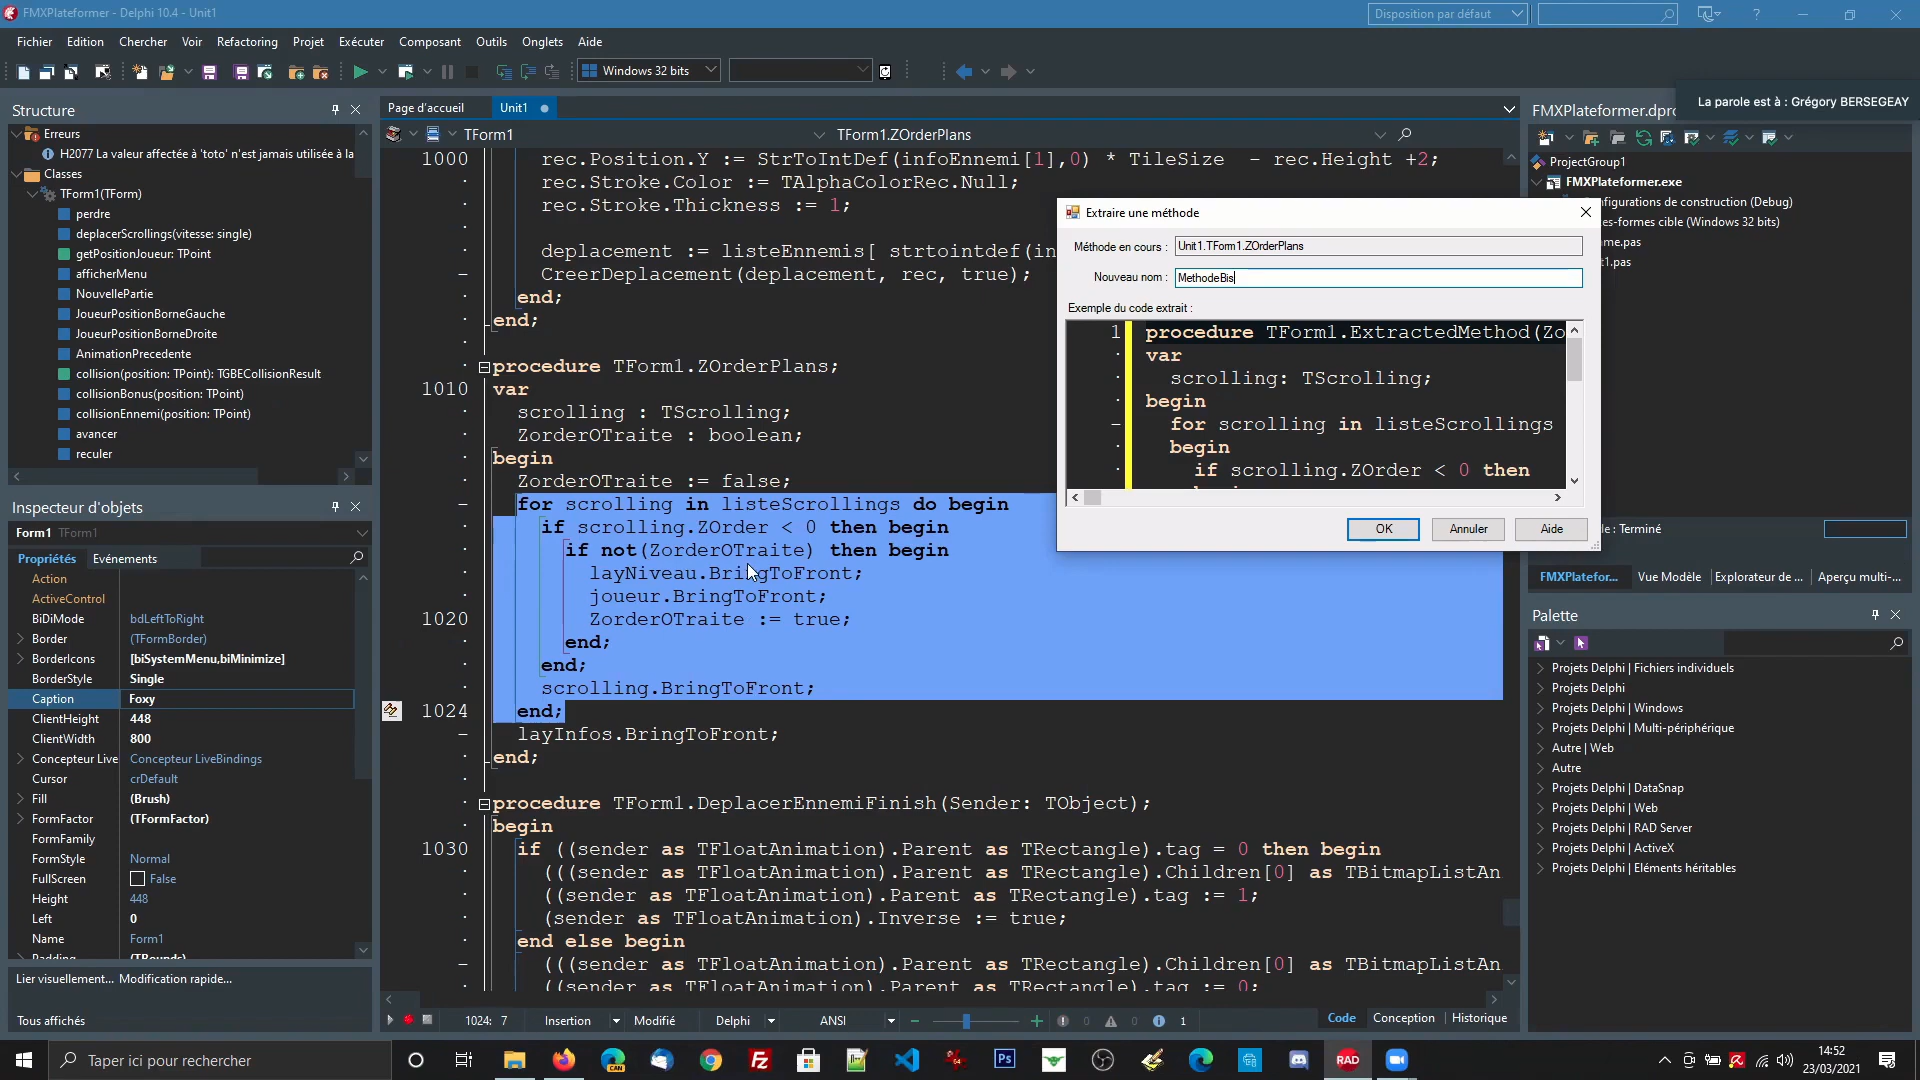 FMXPlateformer - Delphi 10.4 - Unit1
Disposition par défaut
Fichier Edition Chercher Voir Refactoring Projet Exécuter Composant Outils Onglets Aide
Windows 32 bits
La parole est à : Grégory BERSEGEAY
Structure
Erreurs
H2077 La valeur affectée à 'toto' n'est jamais utilisée à la
Classes
TForm1(TForm)
perdre
deplacerScrollings(vitesse: single)
getPositionJoueur: TPoint
afficherMenu
NouvellePartie
JoueurPositionBorneGauche
JoueurPositionBorneDroite
AnimationPrecedente
collision(position: TPoint): TGBECollisionResult
collisionBonus(position: TPoint)
collisionEnnemi(position: TPoint)
avancer
reculer
Inspecteur d'objets
Form1 TForm1
Propriétés Evénements
Action
ActiveControl
BiDiMode bdLeftToRight
Border (TFormBorder)
BorderIcons [biSystemMenu,biMinimize]
BorderStyle Single
Caption Foxy
ClientHeight 448
ClientWidth 800
Concepteur Live Concepteur LiveBindings
Cursor crDefault
Fill (Brush)
FormFactor (TFormFactor)
FormFamily
FormStyle Normal
FullScreen False
Height 448
Left 0
Name Form1
Padding (TBounds)
Lier visuellement... Modification rapide...
Tous affichés
Page d'accueil Unit1
TForm1 TForm1.ZOrderPlans
1000 rec.Position.Y := StrToIntDef(infoEnnemi[1],0) * TileSize - rec.Height +2;
rec.Stroke.Color := TAlphaColorRec.Null;
rec.Stroke.Thickness := 1;
deplacement := listeEnnemis[ strtointdef(in
CreerDeplacement(deplacement, rec, true);
end;
end;
procedure TForm1.ZOrderPlans;
1010 var
scrolling : TScrolling;
ZorderOTraite : boolean;
begin
ZorderOTraite := false;
for scrolling in listeScrollings do begin
if scrolling.ZOrder < 0 then begin
if not(ZorderOTraite) then begin
layNiveau.BringToFront;
joueur.BringToFront;
1020 ZorderOTraite := true;
end;
end;
scrolling.BringToFront;
1024 end;
layInfos.BringToFront;
end;
procedure TForm1.DeplacerEnnemiFinish(Sender: TObject);
begin
1030 if ((sender as TFloatAnimation).Parent as TRectangle).tag = 0 then begin
(((sender as TFloatAnimation).Parent as TRectangle).Children[0] as TBitmapListAn
((sender as TFloatAnimation).Parent as TRectangle).tag := 1;
(sender as TFloatAnimation).Inverse := true;
end else begin
(((sender as TFloatAnimation).Parent as TRectangle).Children[0] as TBitmapListAn
((sender as TFloatAnimation).Parent as TRectangle).tag := 0;
1024: 7 Insertion Modifié Delphi ANSI 0 0 1 Code Conception Historique
Extraire une méthode
Méthode en cours : Unit1.TForm1.ZOrderPlans
Nouveau nom : MethodeBis
Exemple du code extrait :
1 procedure TForm1.ExtractedMethod(Zo
var
scrolling: TScrolling;
begin
for scrolling in listeScrollings
begin
if scrolling.ZOrder < 0 then
OK Annuler Aide
FMXPlateformer.dpro
ProjectGroup1
FMXPlateformer.exe
nfigurations de construction (Debug)
es-formes cible (Windows 32 bits)
me.pas
1.pas
le : Terminé
FMXPlatefor... Vue Modèle Explorateur de ... Aperçu multi-...
Palette
Projets Delphi | Fichiers individuels
Projets Delphi
Projets Delphi | Windows
Projets Delphi | Multi-périphérique
Autre | Web
Autre
Projets Delphi | DataSnap
Projets Delphi | Web
Projets Delphi | RAD Server
Projets Delphi | ActiveX
Projets Delphi | Eléments héritables
Taper ici pour rechercher
14:52
23/03/2021